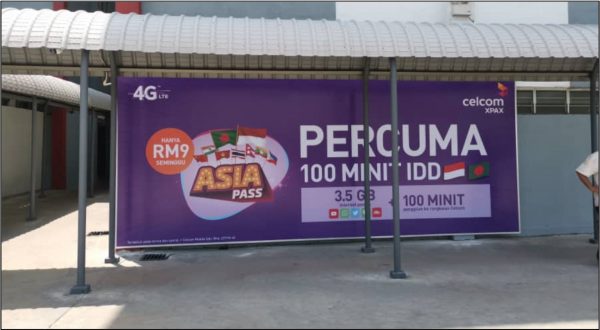 4G LTE
celcom
XPAX
HANYA
RM9
SEMINGGU
ASIA
PASS
PERCUMA
100 MINIT IDD
3.5 GB
100 MINIT